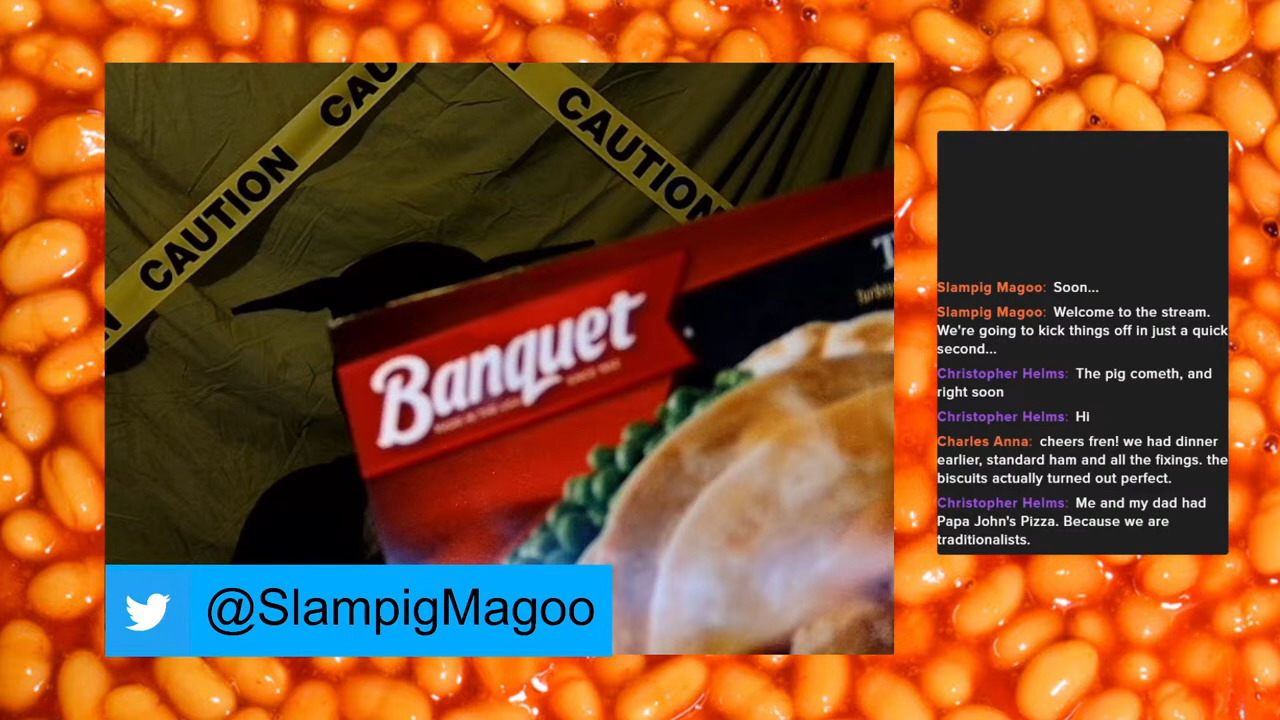 CAU
CAUTION
CAUTION
N
T
Banquet
@SlampigMagoo
Slampig Magoo: Soon...
Slampig Magoo: Welcome to the stream.
We're going to kick things off in just a quick
second...
Christopher Helms: The pig cometh, and
right soon
Christopher Helms: Hi
Charles Anna: cheers fren! we had dinner
earlier, standard ham and all the fixings. the
biscuits actually turned out perfect.
Christopher Helms: Me and my dad had
Papa John's Pizza. Because we are
traditionalists.